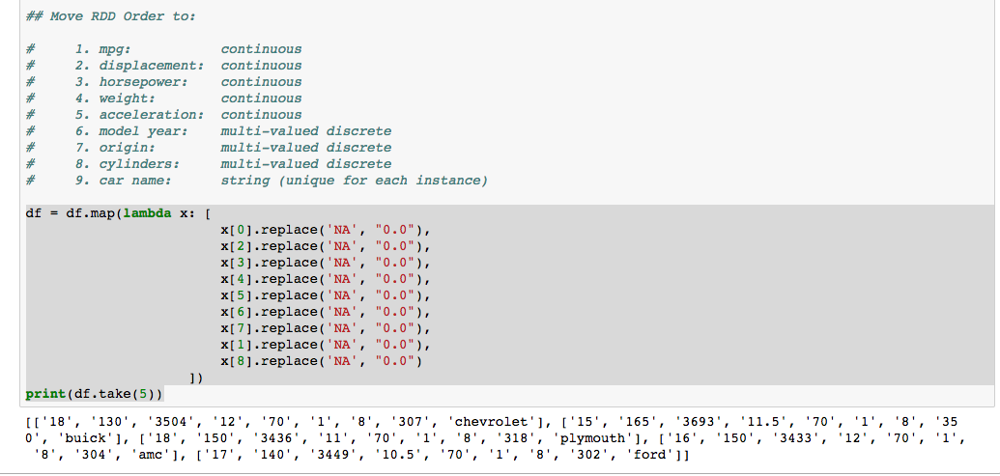 ## Move RDD Order to:
#     1. mpg:           continuous
#     2. displacement:  continuous
#     3. horsepower:    continuous
#     4. weight:        continuous
#     5. acceleration:  continuous
#     6. model year:    multi-valued discrete
#     7. origin:        multi-valued discrete
#     8. cylinders:     multi-valued discrete
#     9. car name:      string (unique for each instance)
df = df.map(lambda x: [
                        x[0].replace('NA', "0.0"),
                        x[2].replace('NA', "0.0"),
                        x[3].replace('NA', "0.0"),
                        x[4].replace('NA', "0.0"),
                        x[5].replace('NA', "0.0"),
                        x[6].replace('NA', "0.0"),
                        x[7].replace('NA', "0.0"),
                        x[1].replace('NA', "0.0"),
                        x[8].replace('NA', "0.0")
                    ])
print(df.take(5))
[['18', '130', '3504', '12', '70', '1', '8', '307', 'chevrolet'], ['15', '165', '3693', '11.5', '70', '1', '8', '35
0', 'buick'], ['18', '150', '3436', '11', '70', '1', '8', '318', 'plymouth'], ['16', '150', '3433', '12', '70', '1',
 '8', '304', 'amc'], ['17', '140', '3449', '10.5', '70', '1', '8', '302', 'ford']]